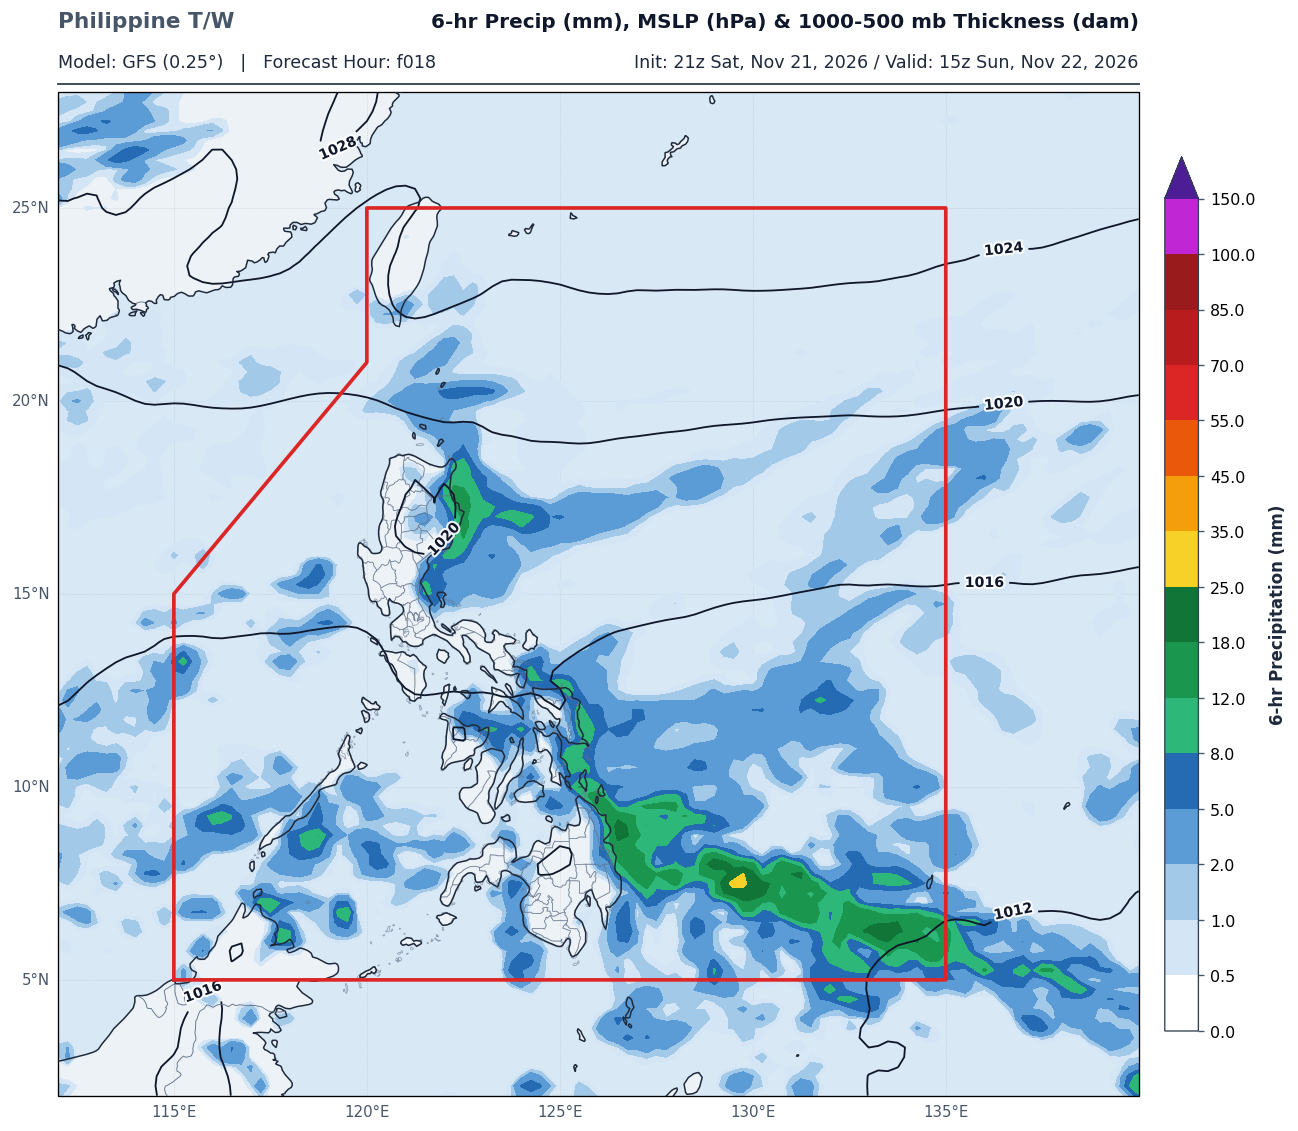 Philippine T/W
6-hr Precip (mm), MSLP (hPa) & 1000-500 mb Thickness (dam)
Model: GFS (0.25°) | Forecast Hour: f018
Init: 21z Sat, Nov 21, 2026 / Valid: 15z Sun, Nov 22, 2026
1028
1024
1020
1020
1016
1012
1016
25°N
20°N
15°N
10°N
5°N
115°E
120°E
125°E
130°E
135°E
150.0
100.0
85.0
70.0
55.0
45.0
35.0
25.0
18.0
12.0
8.0
5.0
2.0
1.0
0.5
0.0
6-hr Precipitation (mm)